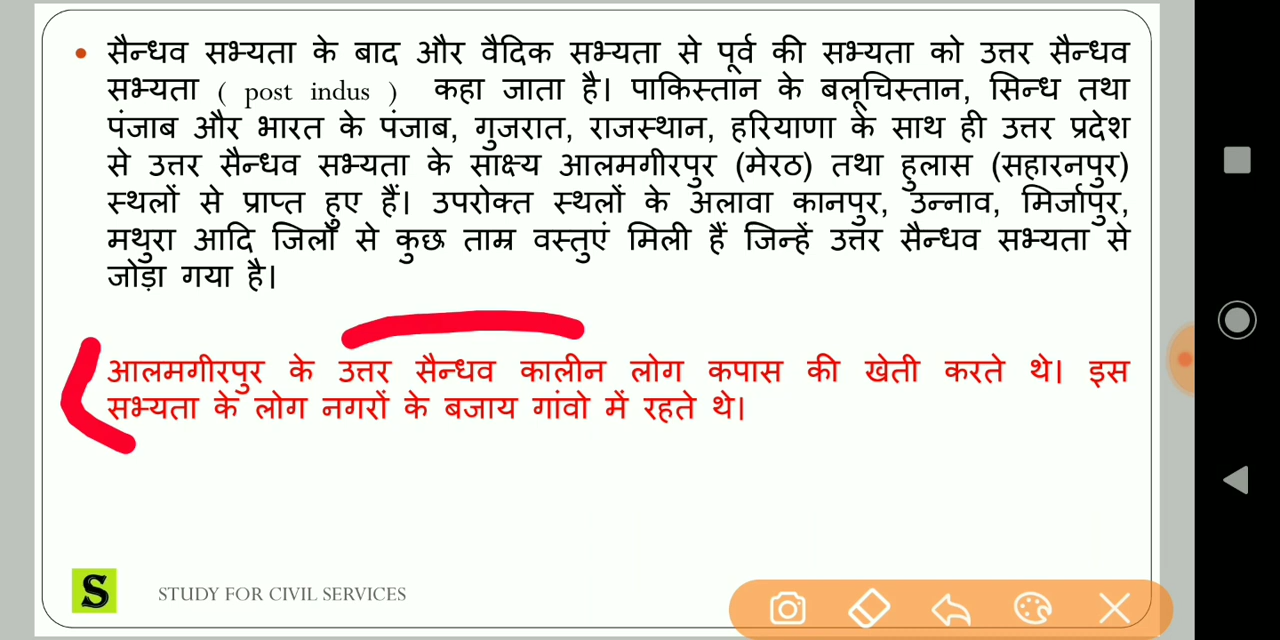 सैन्धव सभ्यता के बाद और वैदिक सभ्यता से पूर्व की सभ्यता को उत्तर सैन्धव
सभ्यता ( post indus ) कहा जाता है। पाकिस्तान के बलूचिस्तान, सिन्ध तथा
पंजाब और भारत के पंजाब, गुजरात, राजस्थान, हरियाणा के साथ ही उत्तर प्रदेश
से उत्तर सैन्धव सभ्यता के साक्ष्य आलमगीरपुर (मेरठ) तथा हुलास (सहारनपुर)
स्थलों से प्राप्त हुए हैं। उपरोक्त स्थलों के अलावा कानपुर, उन्नाव, मिर्जापुर,
मथुरा आदि जिलों से कुछ ताम्र वस्तुएं मिली हैं जिन्हें उत्तर सैन्धव सभ्यता से
जोड़ा गया है।
आलमगीरपुर के उत्तर सैन्धव कालीन लोग कपास की खेती करते थे। इस
सभ्यता के लोग नगरों के बजाय गांवो में रहते थे।
S STUDY FOR CIVIL SERVICES